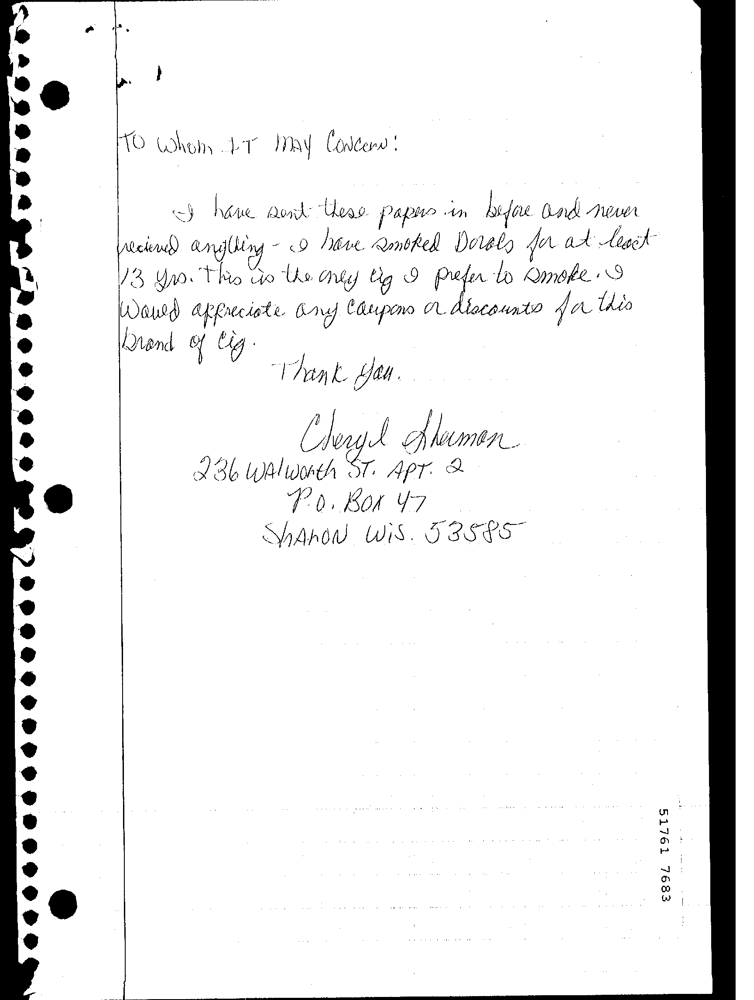 TO Whom IT MAY Concern:
I have sent these papers in before and never
recieved anything - I have smoked Dorals for at least
13 yrs. This is the only cig I prefer to smoke. I
Would appreciate any coupons or discounts for this
brand of cig.
Thank You.
Cheryl Sherman
236 WAlworth ST. APT. 2
P.O. BOX 47
ShARON Wis. 53585
51761 7683